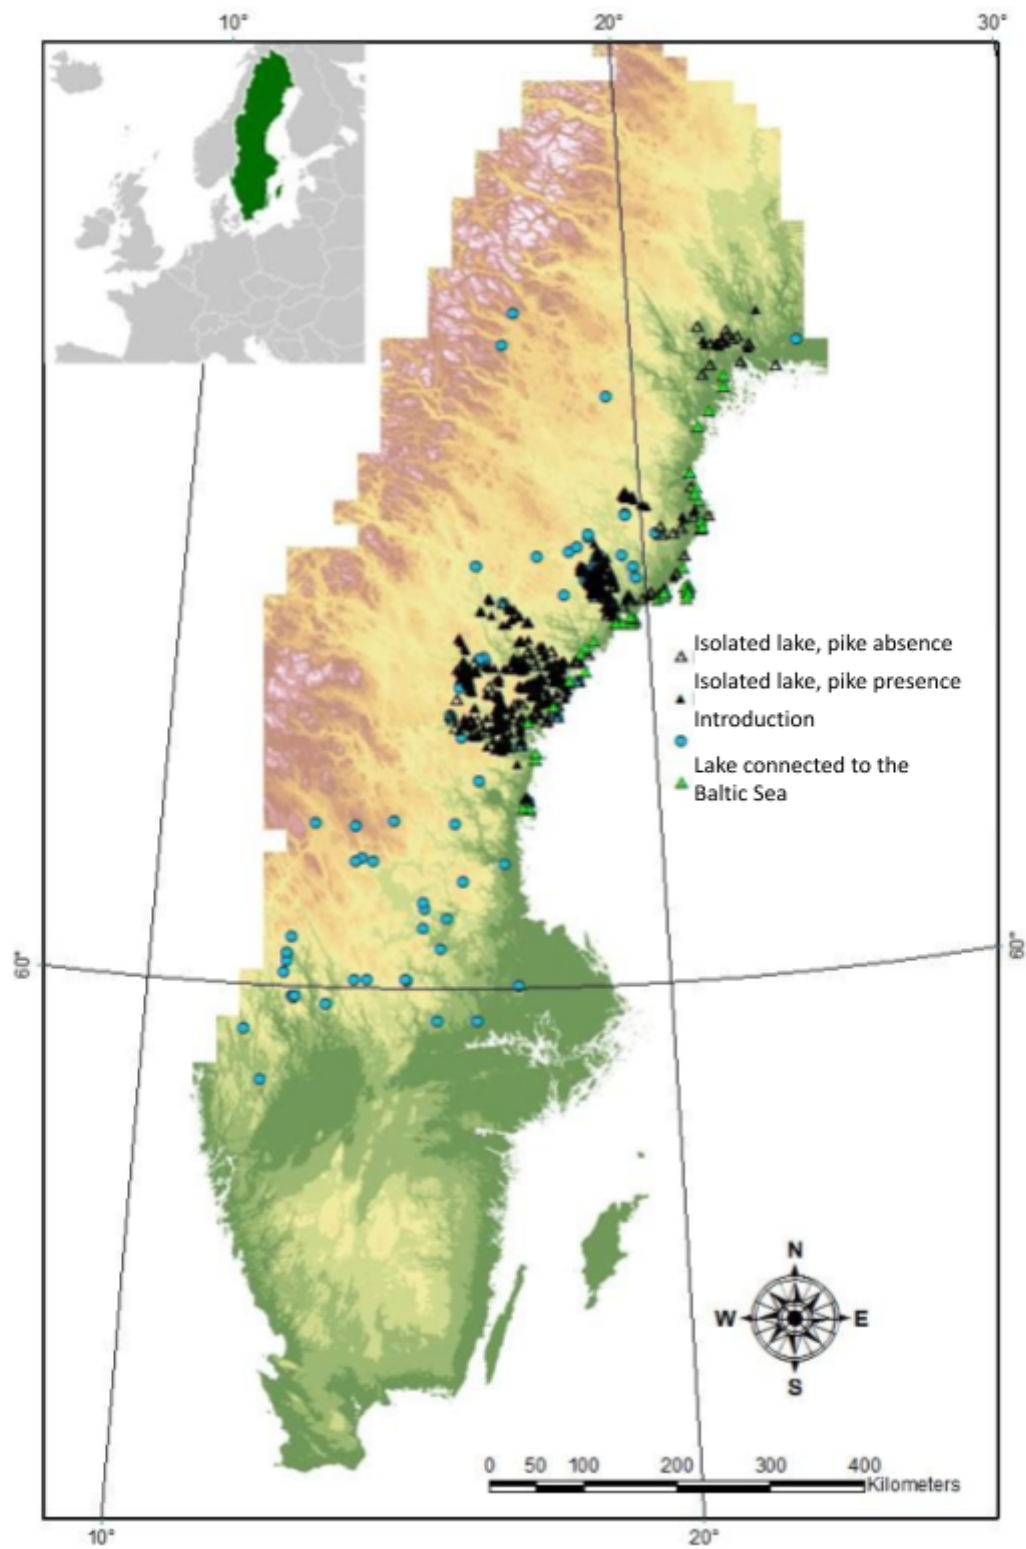 10° 20° 30°
Isolated lake, pike absence
Isolated lake, pike presence
Introduction
Lake connected to the
Baltic Sea
60° 60°
N
W E
S
0 50 100 200 300 400
Kilometers
10° 20°